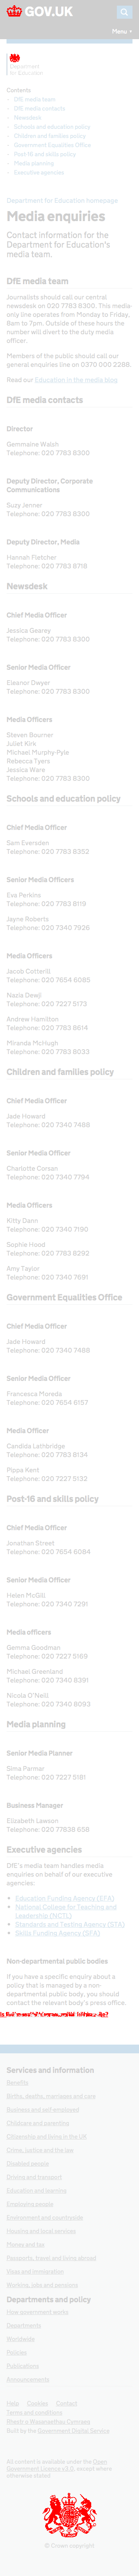 GOV.UK
Menu
Department
for Education
Contents
DfE media team
DfE media contacts
Newsdesk
Schools and education policy
Children and families policy
Government Equalities Office
Post-16 and skills policy
Media planning
Executive agencies
Department for Education homepage
Media enquiries
Contact information for the
Department of Education's
media team.
DfE media team
Journalists should call our central
newsdesk on 020 7783 8300. This media-
only line operates from Monday to Friday,
8am to 7pm. Outside of these hours the
number will divert you to the duty media
officer.
Members of the public should call our
general enquiries line on 0370 000 2288.
Read our Education in the media blog
DfE media contacts
Director
Gemmaine Walsh
Telephone: 020 7783 8300
Deputy Director, Corporate
Communications
Suzy Jenner
Telephone: 020 7783 8300
Deputy Director, Media
Hannah Fletcher
Telephone: 020 7783 8718
Newsdesk
Chief Media Officer
Jessica Gearey
Telephone: 020 7783 8300
Senior Media Officer
Eleanor Dwyer
Telephone: 020 7783 8300
Media Officers
Steven Bourner
Juliet Kirk
Michael Murphy-Pyle
Rebecca Tyers
Jessica Ware
Telephone: 020 7783 8300
Schools and education policy
Chief Media Officer
Sam Eversden
Telephone: 020 7783 8352
Senior Media Officers
Eva Perkins
Telephone: 020 7783 8119
Jayne Roberts
Telephone: 020 7340 7926
Media Officers
Jacob Cotterill
Telephone: 020 7654 6085
Nazia Dewji
Telephone: 020 7227 5173
Andrew Hamilton
Telephone: 020 7783 8614
Miranda McHugh
Telephone: 020 7783 8033
Children and families policy
Chief Media Officer
Jade Howard
Telephone: 020 7340 7488
Senior Media Officer
Charlotte Corsan
Telephone: 020 7340 7794
Media Officers
Kitty Dann
Telephone: 020 7340 7190
Sophie Hood
Telephone: 020 7783 8292
Amy Taylor
Telephone: 020 7340 7691
Government Equalities Office
Chief Media Officer
Jade Howard
Telephone: 020 7340 7488
Senior Media Officer
Francesca Moreda
Telephone: 020 7654 6157
Media Officer
Candida Lathbridge
Telephone: 020 7783 8134
Pippa Kent
Telephone: 020 7227 5132
Post-16 and skills policy
Chief Media Officer
Jonathan Street
Telephone: 020 7654 6084
Senior Media Officer
Helen McGill
Telephone: 020 7340 7291
Media officers
Gemma Goodman
Telephone: 020 7227 5169
Michael Greenland
Telephone: 020 7340 8391
Nicola O'Neill
Telephone: 020 7340 8093
Media planning
Senior Media Planner
Sima Parmar
Telephone: 020 7227 5181
Business Manager
Elizabeth Lawson
Telephone: 020 77838 658
Executive agencies
DfE's media team handles media
enquiries on behalf of our executive
agencies:
Education Funding Agency (EFA)
National College for Teaching and
Leadership (NCTL)
Standards and Testing Agency (STA)
Skills Funding Agency (SFA)
Non-departmental public bodies
If you have a specific enquiry about a
policy that is managed by a non-
departmental public body, you should
contact the relevant body's press office.
Services and information
Benefits
Births, deaths, marriages and care
Business and self-employed
Childcare and parenting
Citizenship and living in the UK
Crime, justice and the law
Disabled people
Driving and transport
Education and learning
Employing people
Environment and countryside
Housing and local services
Money and tax
Passports, travel and living abroad
Visas and immigration
Working, jobs and pensions
Departments and policy
How government works
Departments
Worldwide
Policies
Publications
Announcements
Help Cookies Contact
Terms and conditions
Rhestr o Wasanaethau Cymraeg
Built by the Government Digital Service
All content is available under the Open
Government Licence v3.0, except where
otherwise stated
© Crown copyright